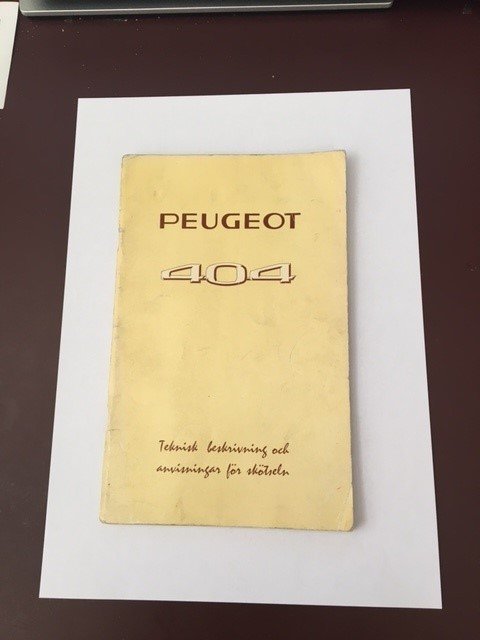 PEUGEOT
404
Teknisk beskrivning och
anvisningar för skötseln